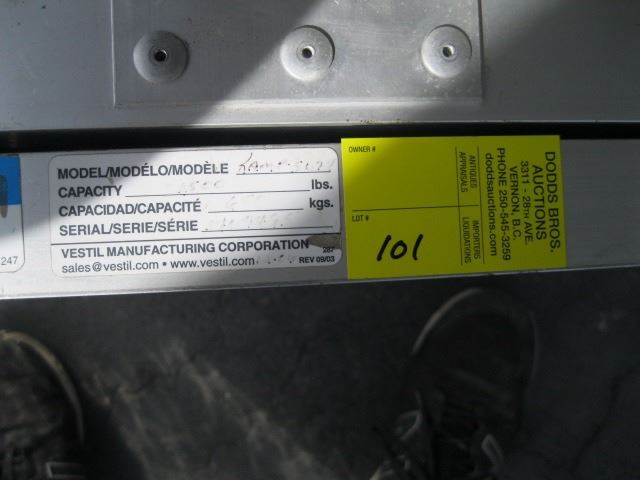 247
MODEL/MODÉLO/MODÈLE
CAPACITY lbs.
CAPACIDAD/CAPACITÉ kgs.
SERIAL/SERIE/SÉRIE
VESTIL MANUFACTURING CORPORATION 287
sales@vestil.com • www.vestil.com REV 09/03
OWNER #
LOT #
101
ANTIQUES
APPRAISALS
IMPORTERS
LIQUIDATIONS
DODDS BROS.
AUCTIONS
3311 - 28TH AVE.
VERNON, B.C.
PHONE 250-545-3259
doddsauctions.com